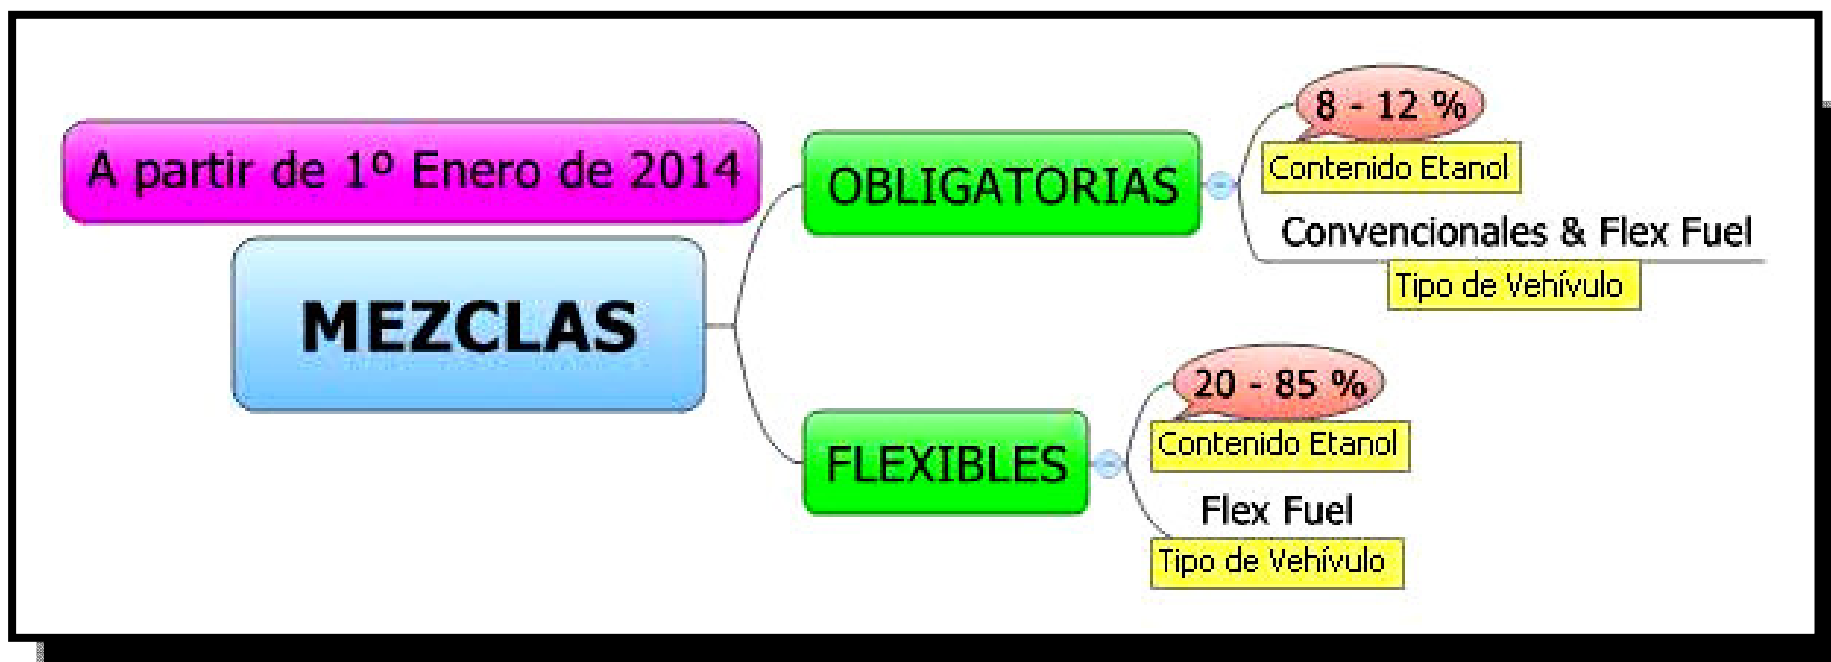 A partir de 1º Enero de 2014
MEZCLAS
OBLIGATORIAS
8 - 12 %
Contenido Etanol
Convencionales & Flex Fuel
Tipo de Vehívulo
FLEXIBLES
20 - 85 %
Contenido Etanol
Flex Fuel
Tipo de Vehívulo